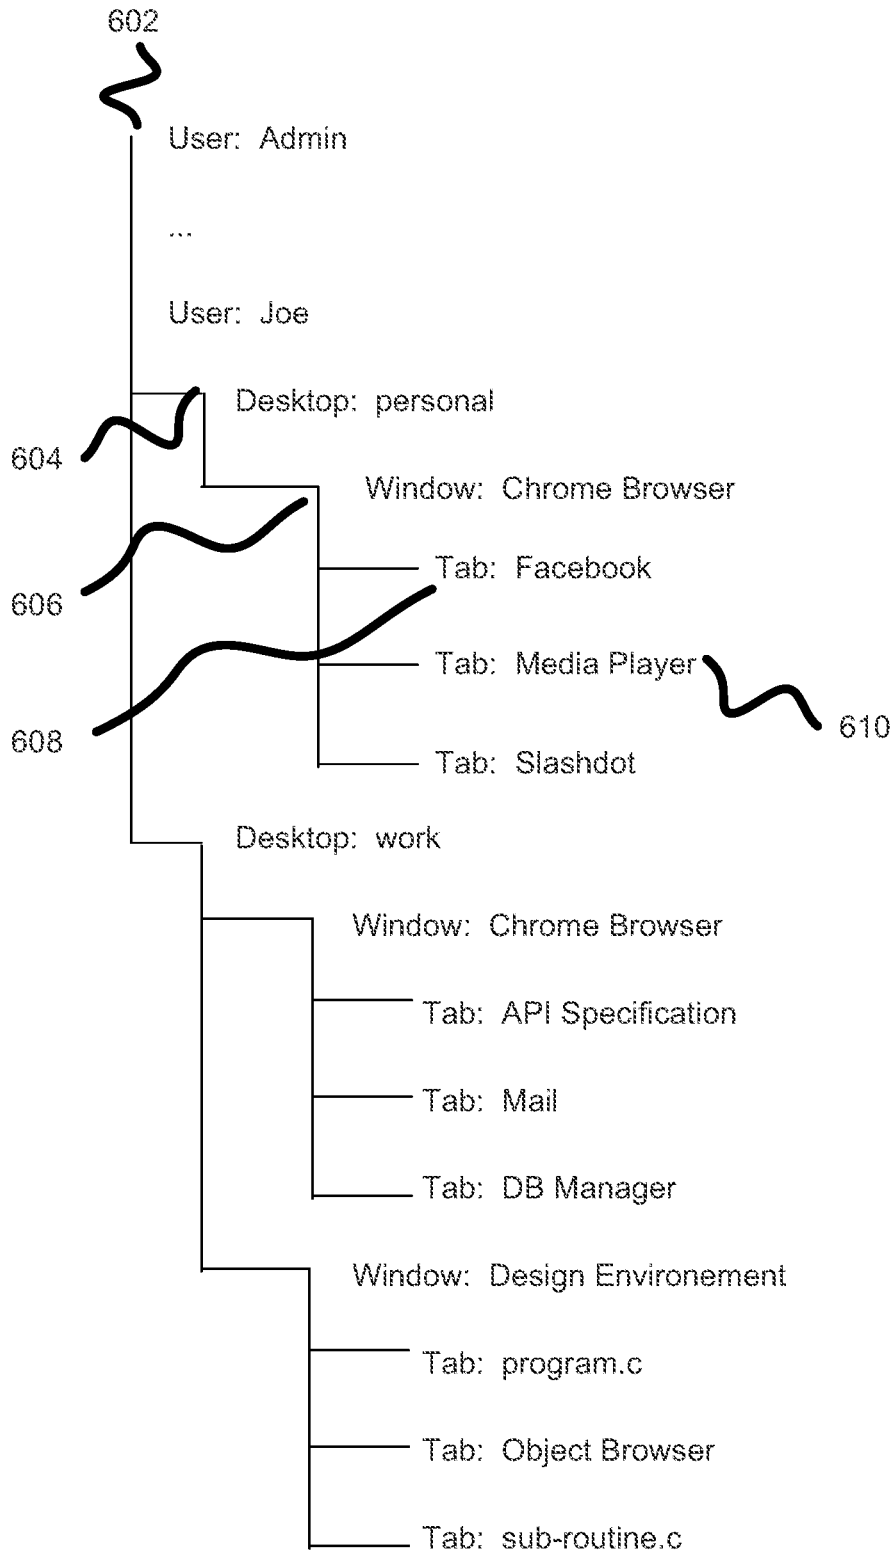 602
User: Admin
...
User: Joe
Desktop: personal
604
Window: Chrome Browser
Tab: Facebook
606
Tab: Media Player
610
608
Tab: Slashdot
Desktop: work
Window: Chrome Browser
Tab: API Specification
Tab: Mail
Tab: DB Manager
Window: Design Environement
Tab: program.c
Tab: Object Browser
Tab: sub-routine.c